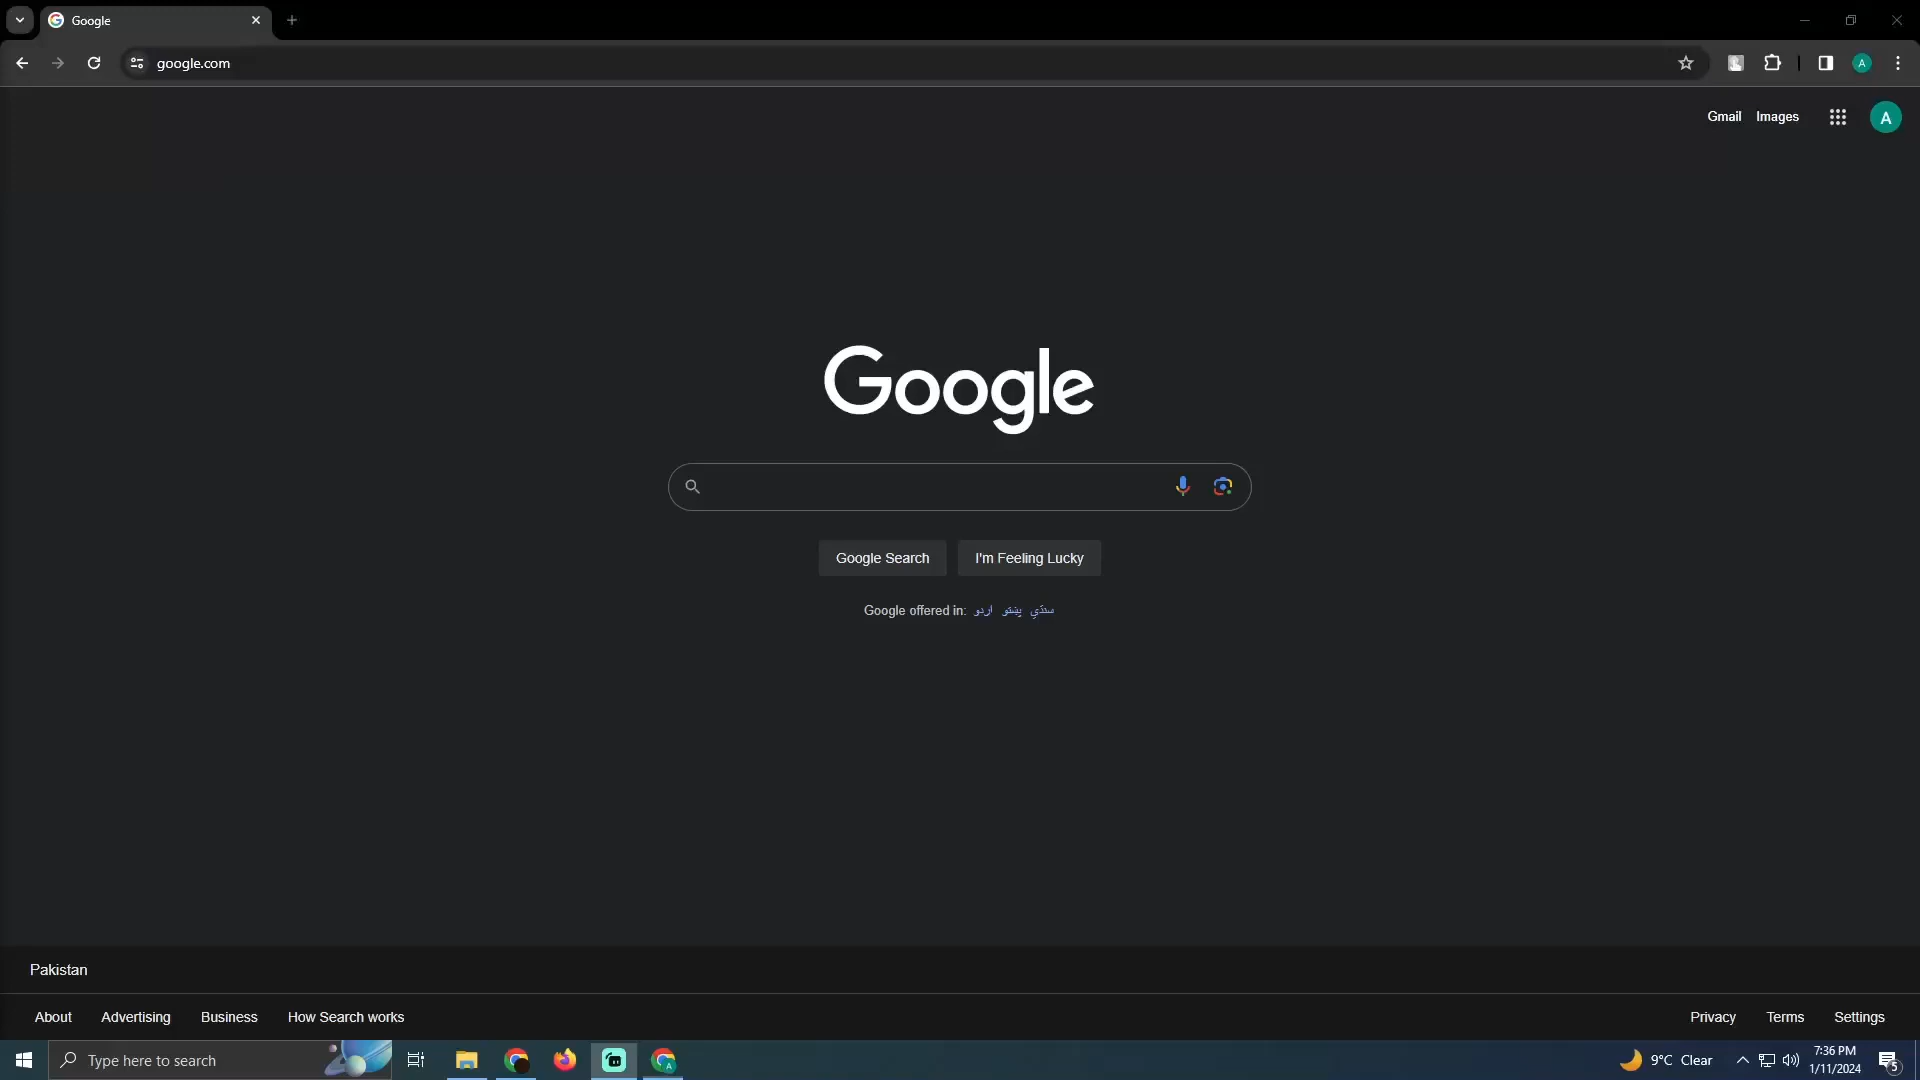 Google
google.com
A
Gmail Images
A
Google
Google Search I'm Feeling Lucky
Google offered in: اردو پښتو سنڌي
Pakistan
About Advertising Business How Search works
Privacy Terms Settings
Type here to search
A
9°C Clear
7:36 PM
1/11/2024
5